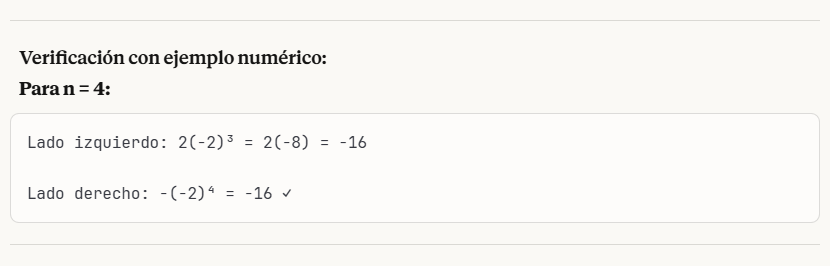 Verificación con ejemplo numérico:
Para n = 4:
Lado izquierdo: 2(-2)³ = 2(-8) = -16
Lado derecho: -(-2)⁴ = -16 ✓